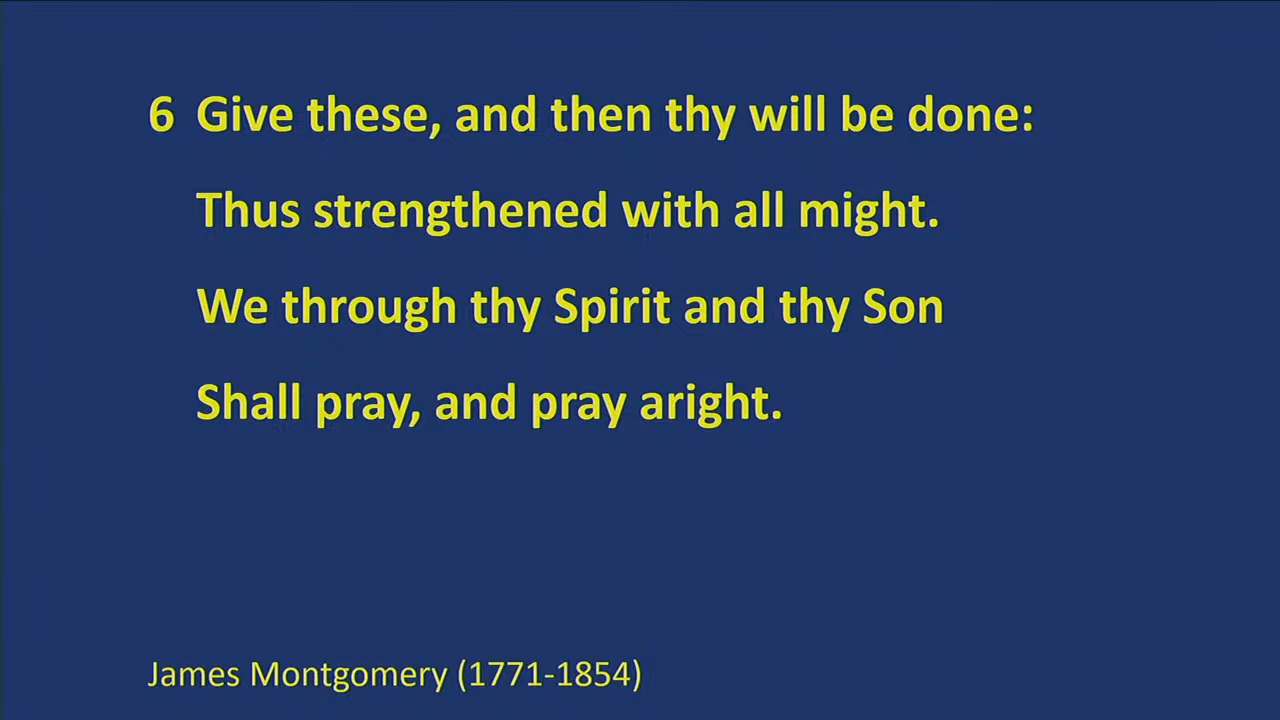 6 Give these, and then thy will be done:
Thus strengthened with all might.
We through thy Spirit and thy Son
Shall pray, and pray aright.
James Montgomery (1771-1854)